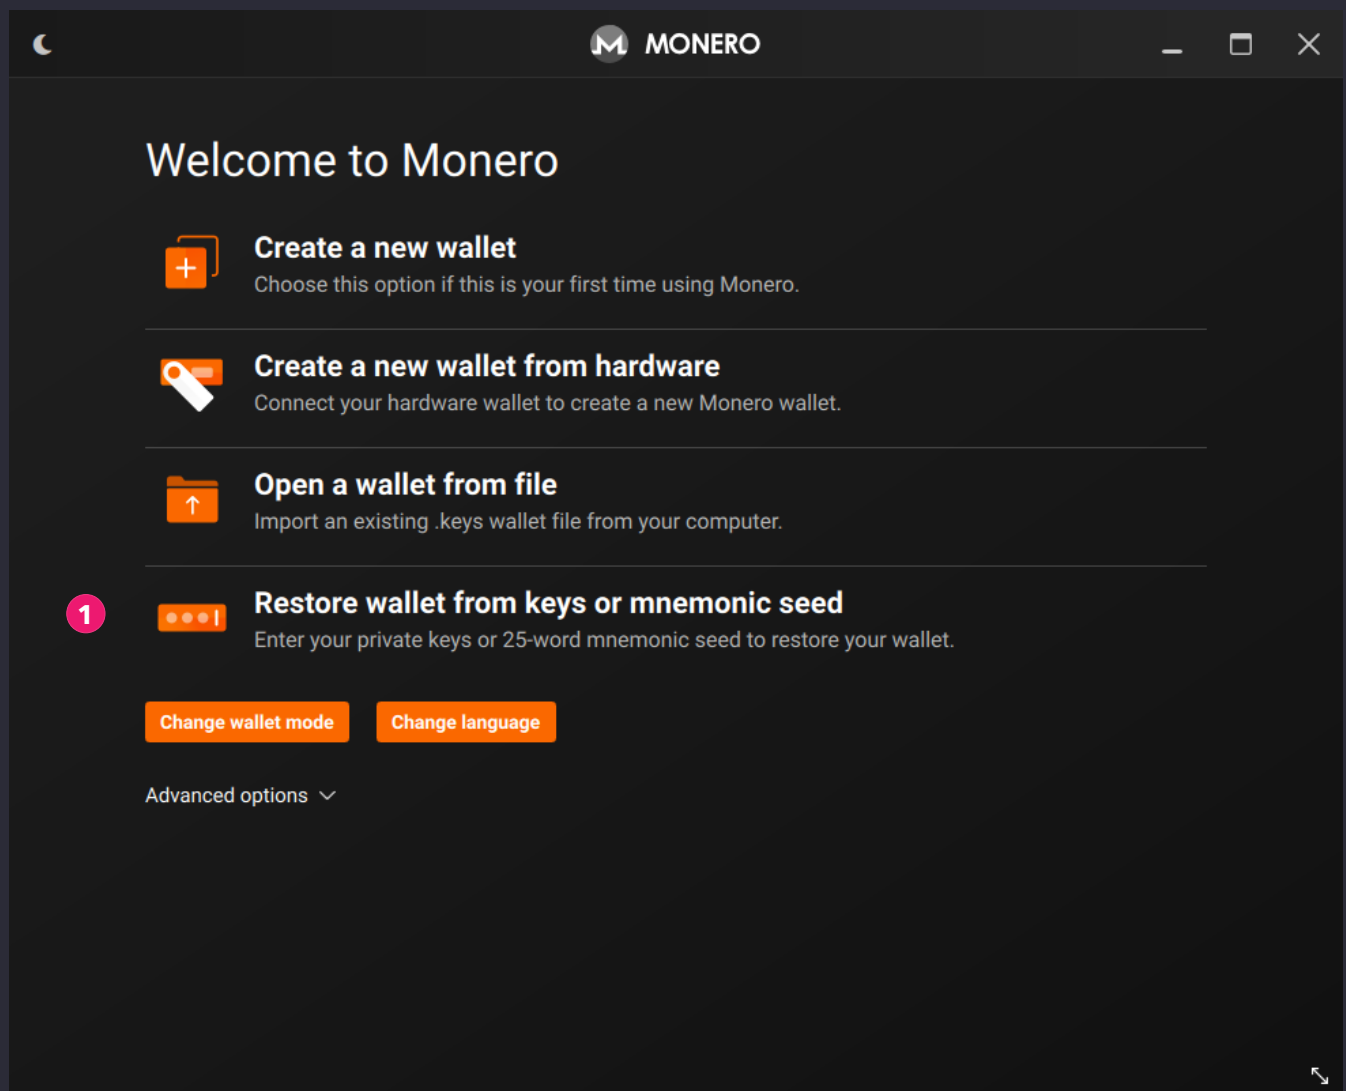 MONERO
Welcome to Monero
Create a new wallet
Choose this option if this is your first time using Monero.
Create a new wallet from hardware
Connect your hardware wallet to create a new Monero wallet.
Open a wallet from file
Import an existing .keys wallet file from your computer.
1
Restore wallet from keys or mnemonic seed
Enter your private keys or 25-word mnemonic seed to restore your wallet.
Change wallet mode
Change language
Advanced options